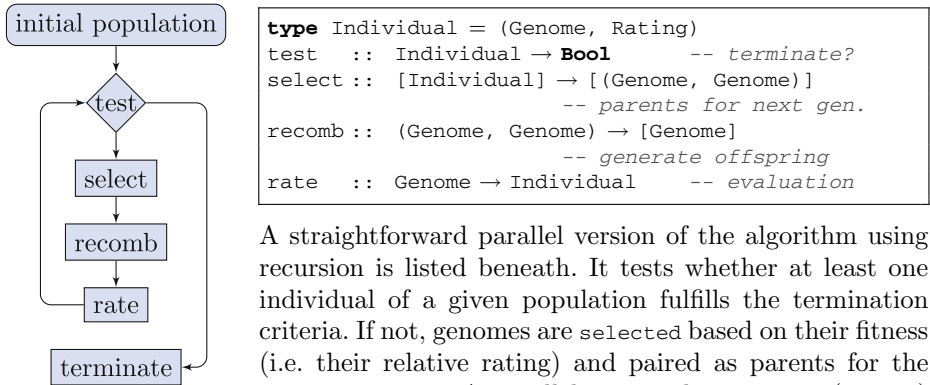 initial population
test
select
recomb
rate
terminate
type Individual = (Genome, Rating)
test :: Individual → Bool -- terminate?
select :: [Individual] → [(Genome, Genome)]
-- parents for next gen.
recomb :: (Genome, Genome) → [Genome]
-- generate offspring
rate :: Genome → Individual -- evaluation
A straightforward parallel version of the algorithm using
recursion is listed beneath. It tests whether at least one
individual of a given population fulfills the termination
criteria. If not, genomes are selected based on their fitness
(i.e. their relative rating) and paired as parents for the